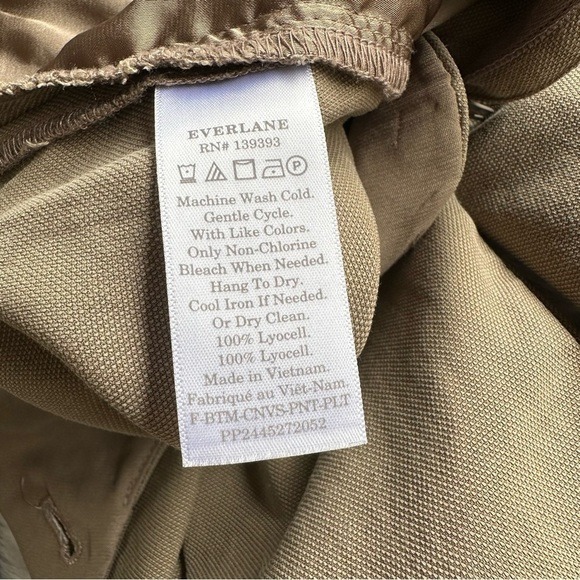 EVERLANE
RN# 139393
P
Machine Wash Cold.
Gentle Cycle.
With Like Colors.
Only Non-Chlorine
Bleach When Needed.
Hang To Dry.
Cool Iron If Needed.
Or Dry Clean.
100% Lyocell.
100% Lyocell.
Made in Vietnam.
Fabriqué au Viêt-Nam.
F-BTM-CNVS-PNT-PLT
PP2445272052